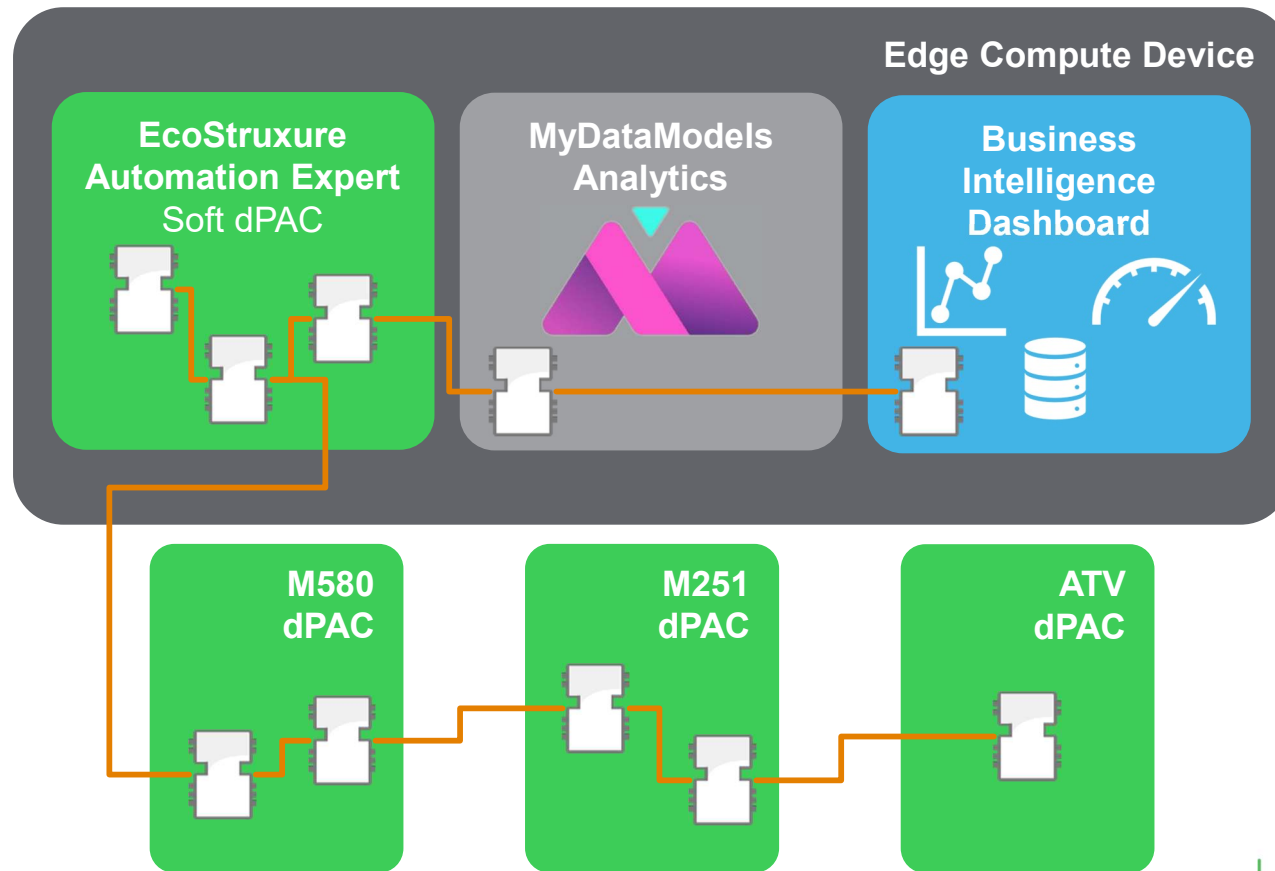 Edge Compute Device
EcoStruxure
Automation Expert
Soft dPAC
MyDataModels
Analytics
Business
Intelligence
Dashboard
M580
dPAC
M251
dPAC
ATV
dPAC